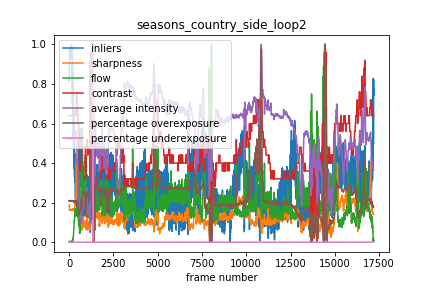 seasons_country_side_loop2
1.0
0.8
0.6
0.4
0.2
0.0
inliers
sharpness
flow
contrast
average intensity
percentage overexposure
percentage underexposure
0 2500 5000 7500 10000 12500 15000 17500
frame number